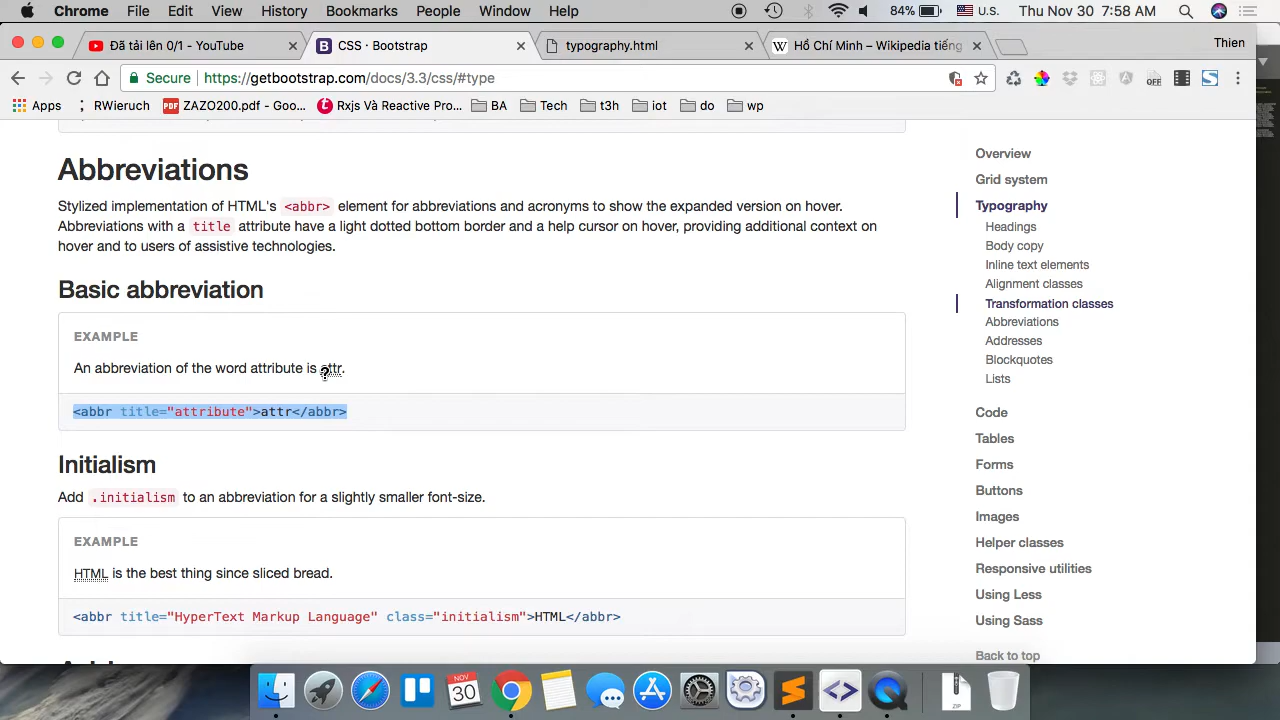 Chrome File Edit View History Bookmarks People Window Help 84% U.S. Thu Nov 30 7:58 AM
Đã tải lên 0/1 - YouTube CSS · Bootstrap typography.html Hồ Chí Minh – Wikipedia tiếng Thien
Secure https://getbootstrap.com/docs/3.3/css/#type OFF
Apps RWieruch PDF ZAZO200.pdf - Goo... Rxjs Và Reactive Pro... BA Tech t3h iot do wp
Abbreviations
Stylized implementation of HTML's <abbr> element for abbreviations and acronyms to show the expanded version on hover.
Abbreviations with a title attribute have a light dotted bottom border and a help cursor on hover, providing additional context on
hover and to users of assistive technologies.
Basic abbreviation
EXAMPLE
An abbreviation of the word attribute is attr.
<abbr title="attribute">attr</abbr>
Initialism
Add .initialism to an abbreviation for a slightly smaller font-size.
EXAMPLE
HTML is the best thing since sliced bread.
<abbr title="HyperText Markup Language" class="initialism">HTML</abbr>
Overview
Grid system
Typography
Headings
Body copy
Inline text elements
Alignment classes
Transformation classes
Abbreviations
Addresses
Blockquotes
Lists
Code
Tables
Forms
Buttons
Images
Helper classes
Responsive utilities
Using Less
Using Sass
Back to top
NOV
30
ZIP